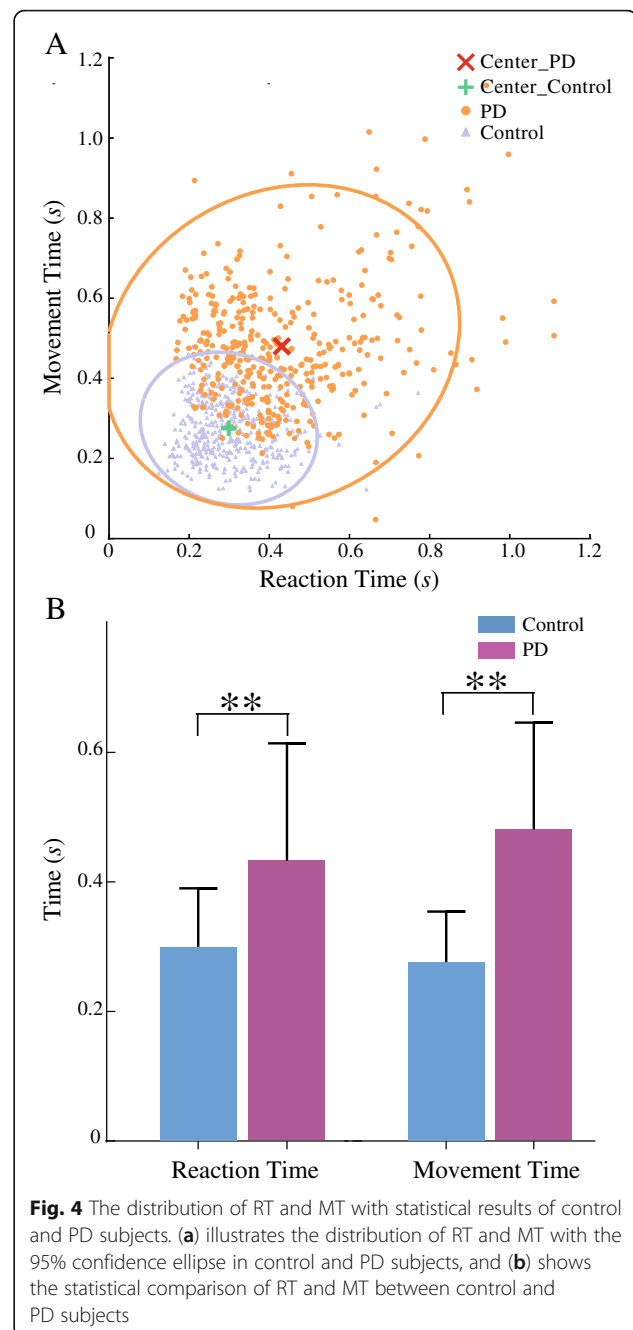 A
1.2
1.0
0.8
0.6
0.4
0.2
0
Movement Time (s)
Center_PD
Center_Control
PD
Control
0
0.2
0.4
0.6
0.8
1.0
1.2
Reaction Time (s)
B
Control
PD
**
**
0.6
0.4
0.2
0
Time (s)
Reaction Time
Movement Time
Fig. 4 The distribution of RT and MT with statistical results of control
and PD subjects. (a) illustrates the distribution of RT and MT with the
95% confidence ellipse in control and PD subjects, and (b) shows
the statistical comparison of RT and MT between control and
PD subjects